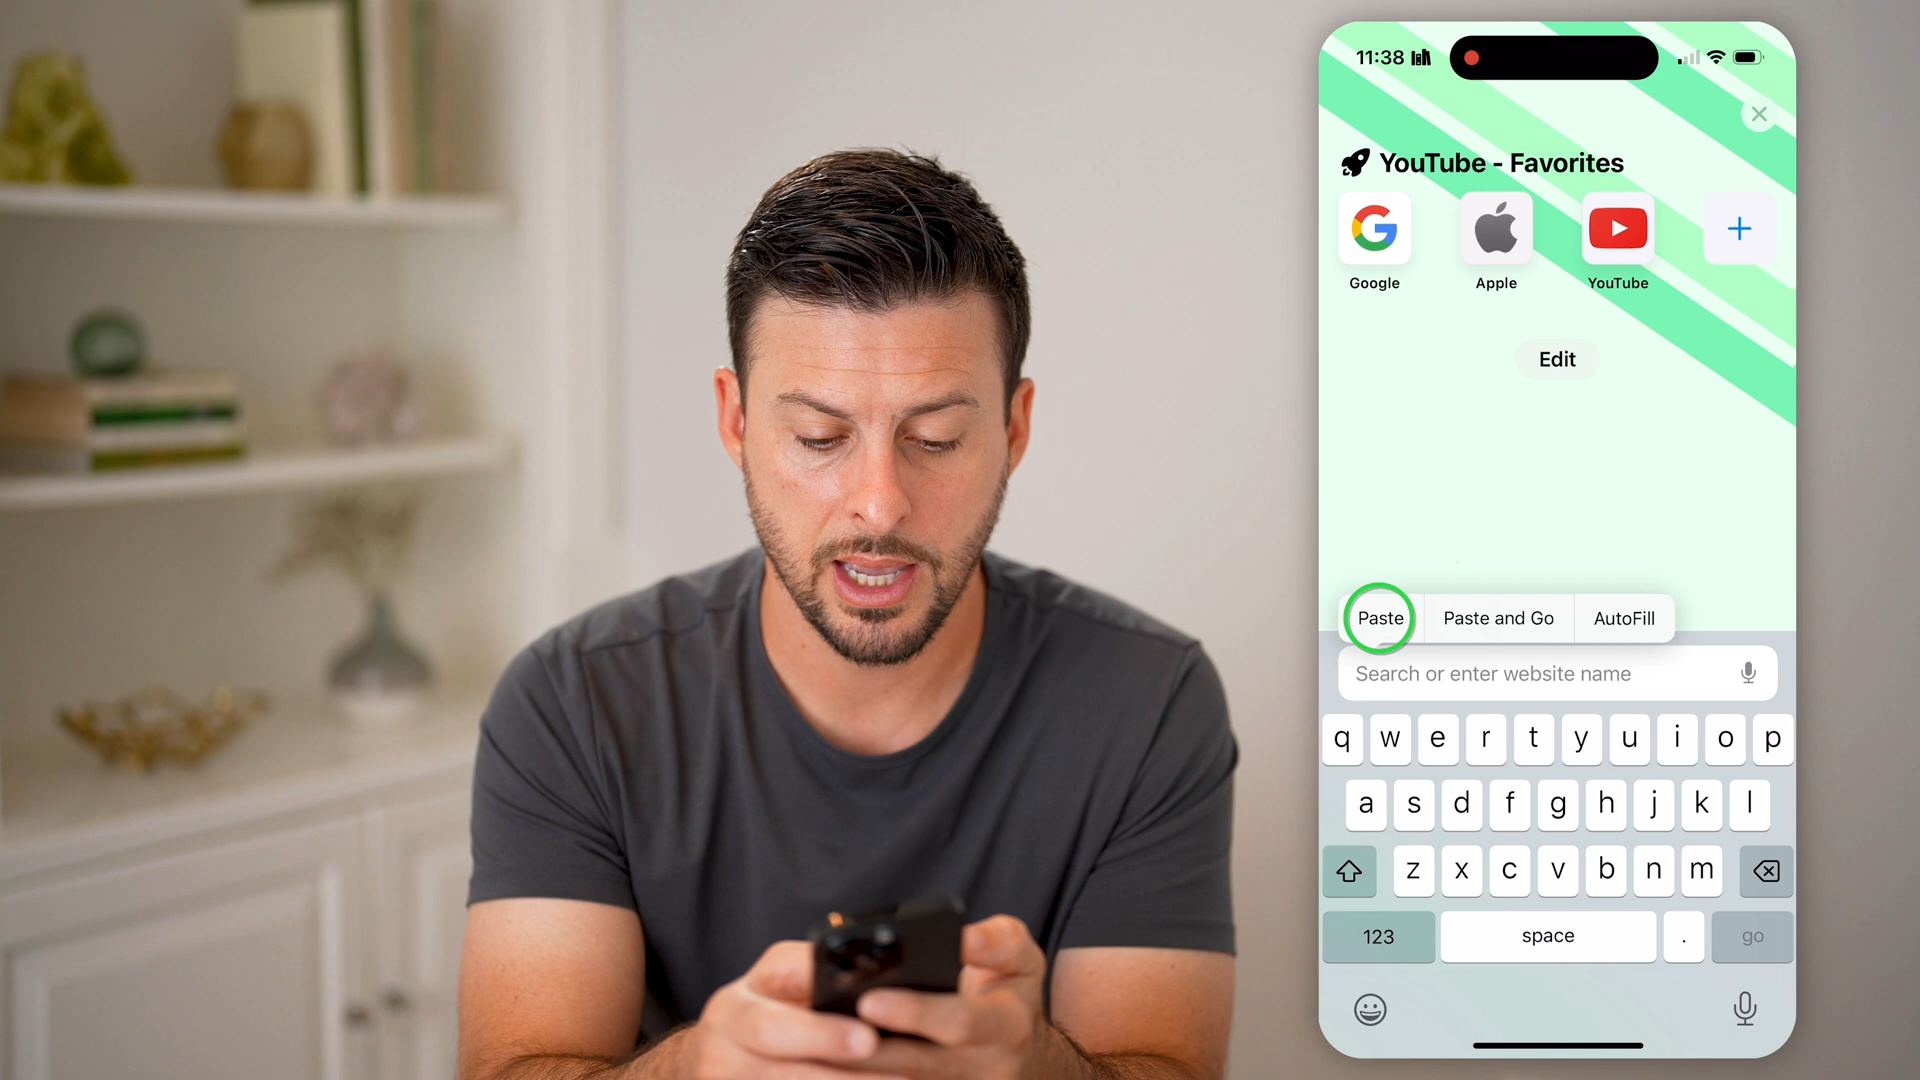 11:38
YouTube - Favorites
Google Apple YouTube
Edit
Paste Paste and Go AutoFill
Search or enter website name
q w e r t y u i o p
a s d f g h j k l
z x c v b n m
123 space . go